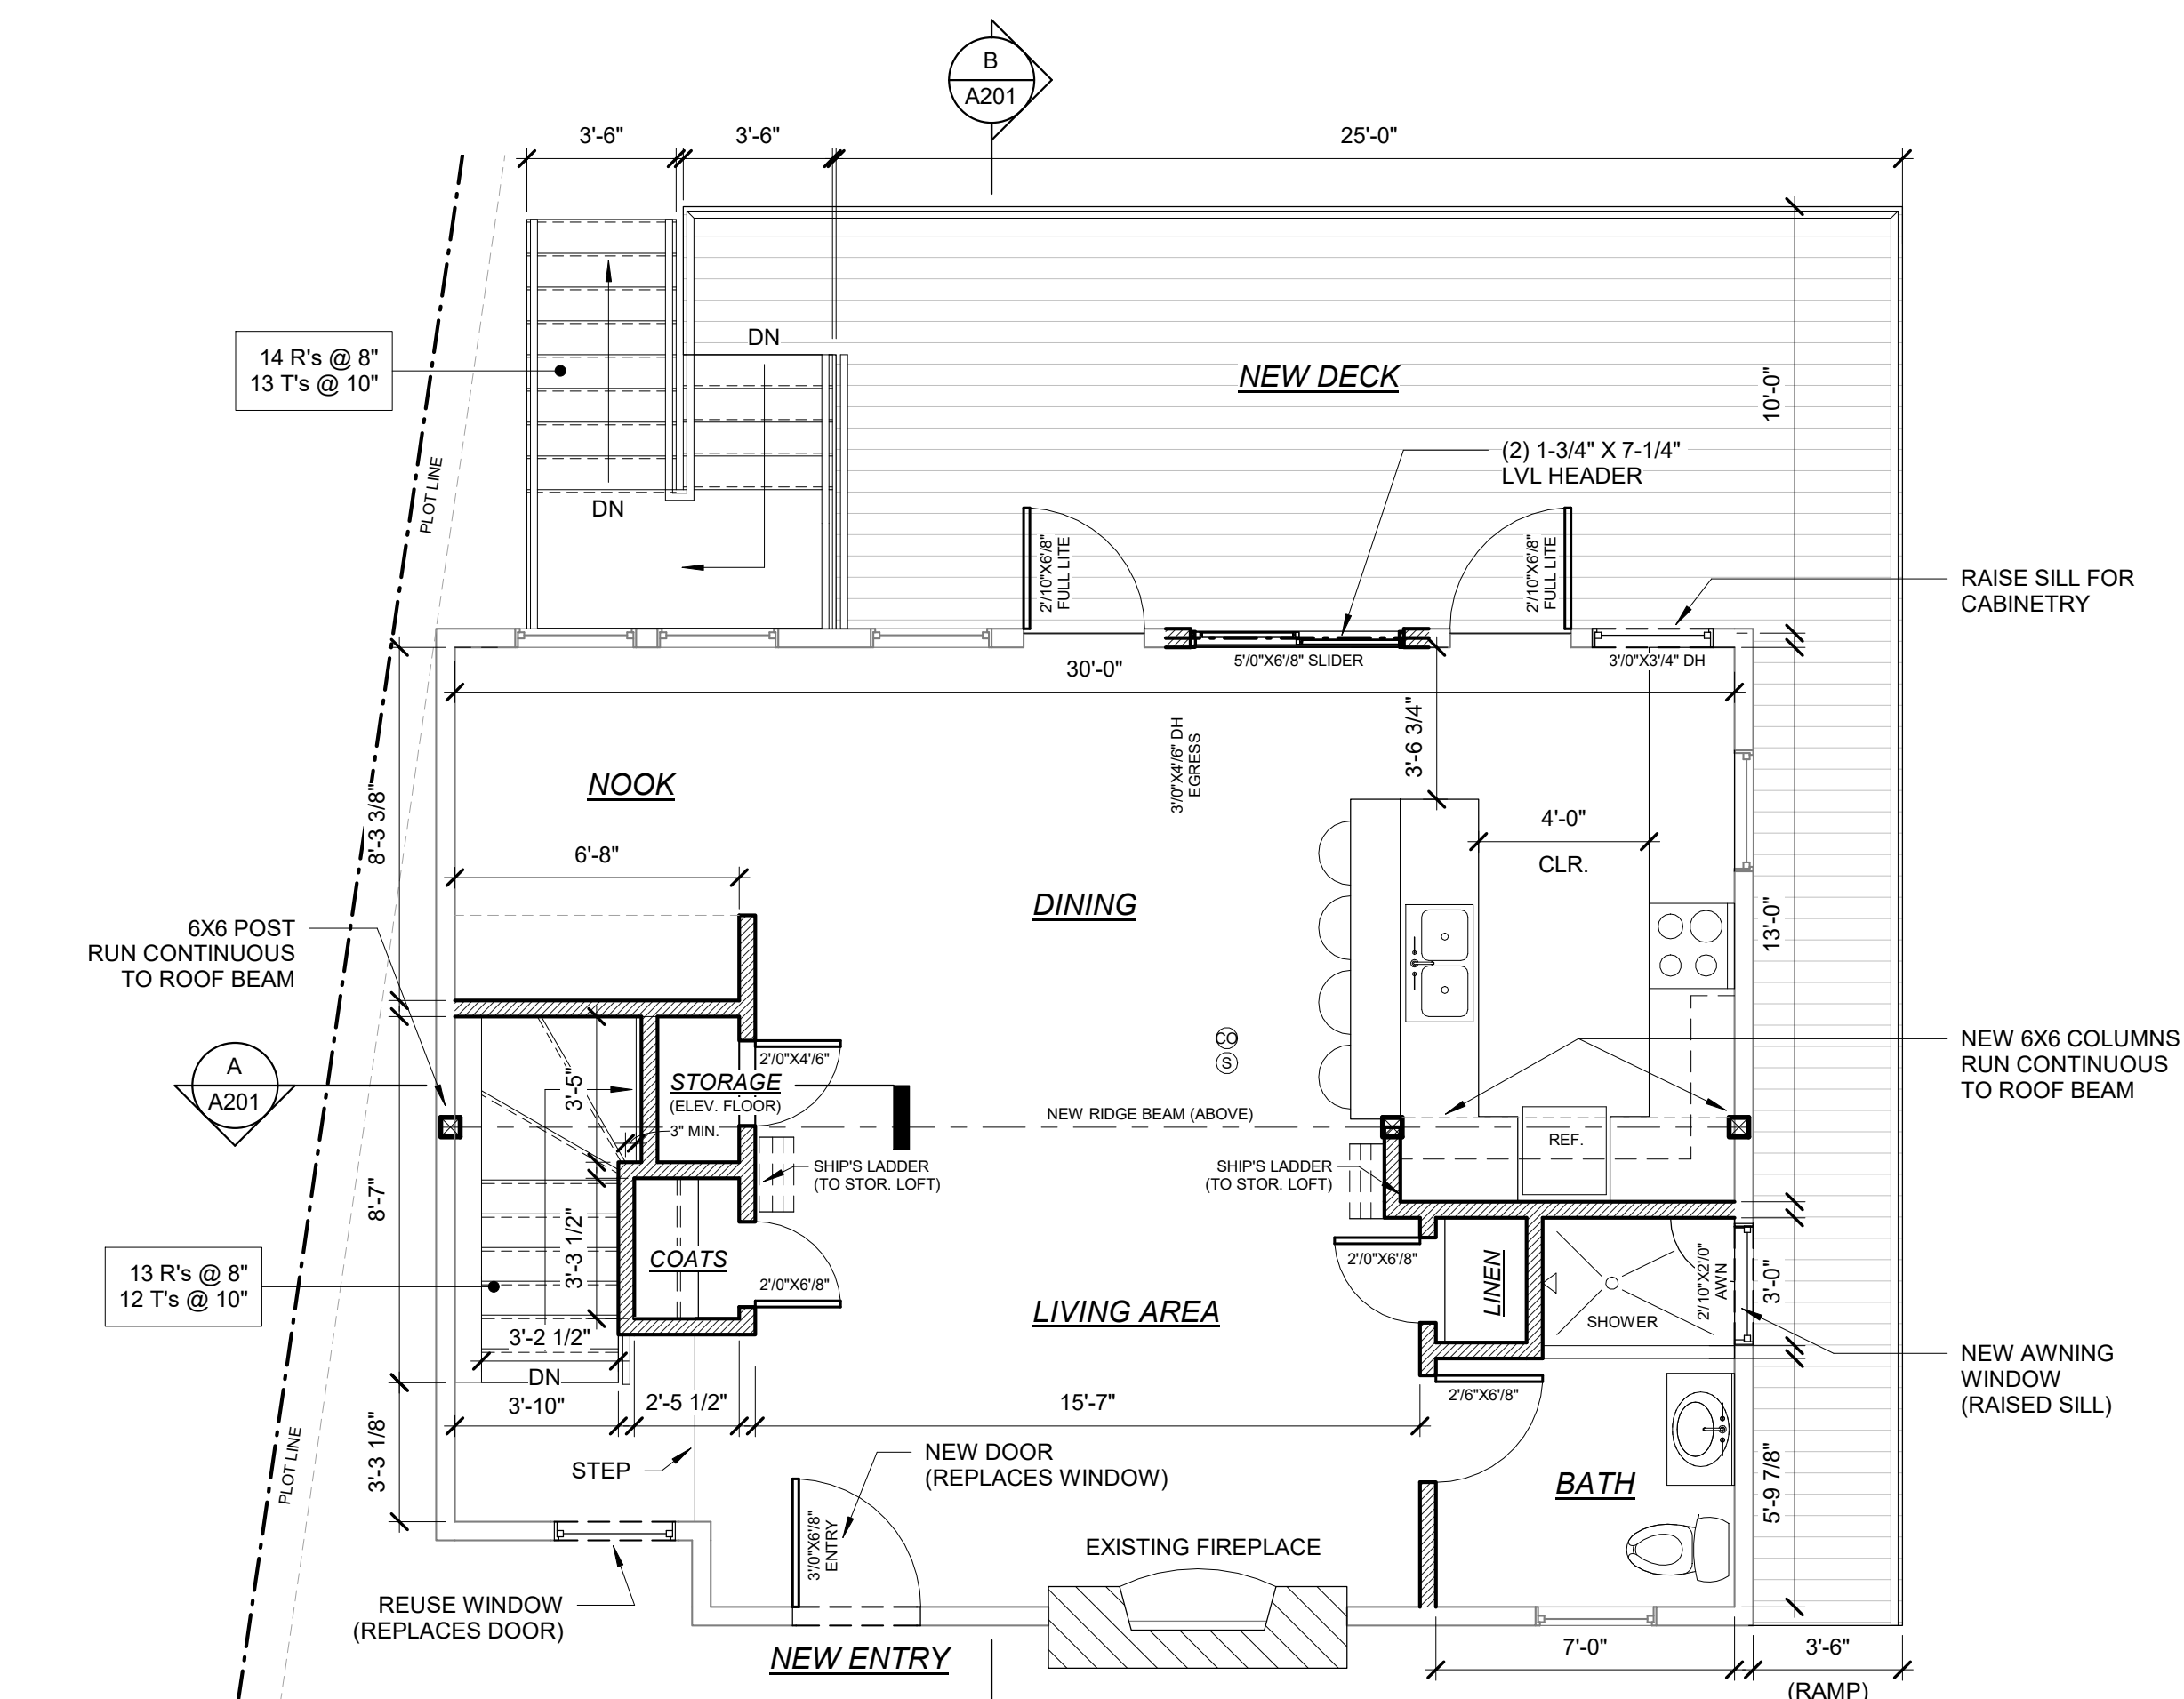 B
A201
3'-6"
3'-6"
25'-0"
14 R's @ 8"
13 T's @ 10"
DN
DN
NEW DECK
10'-0"
(2) 1-3/4" X 7-1/4"
LVL HEADER
PLOT LINE
2'/10"X6'/8"
FULL LITE
2'/10"X6'/8"
FULL LITE
RAISE SILL FOR
CABINETRY
5'/0"X6'/8" SLIDER
3'/0"X3'/4" DH
30'-0"
3'/0"X4'/6" DH
EGRESS
3'-6 3/4"
NOOK
8'-3 3/8"
6'-8"
4'-0"
CLR.
DINING
13'-0"
6X6 POST
RUN CONTINUOUS
TO ROOF BEAM
A
A201
3'-5"
2'/0"X4'/6"
STORAGE
(ELEV. FLOOR)
3" MIN.
CO
S
NEW RIDGE BEAM (ABOVE)
REF.
NEW 6X6 COLUMNS
RUN CONTINUOUS
TO ROOF BEAM
SHIP'S LADDER
(TO STOR. LOFT)
SHIP'S LADDER
(TO STOR. LOFT)
8'-7"
3'-3 1/2"
COATS
2'/0"X6'/8"
2'/0"X6'/8"
LINEN
2'/10"X2'/0"
AWN
3'-0"
SHOWER
13 R's @ 8"
12 T's @ 10"
LIVING AREA
3'-2 1/2"
DN
NEW AWNING
WINDOW
(RAISED SILL)
3'-10"
2'-5 1/2"
15'-7"
2'/6"X6'/8"
3'-3 1/8"
PLOT LINE
STEP
NEW DOOR
(REPLACES WINDOW)
BATH
5'-9 7/8"
3'/0"X6'/8"
ENTRY
EXISTING FIREPLACE
REUSE WINDOW
(REPLACES DOOR)
NEW ENTRY
7'-0"
3'-6"
(RAMP)